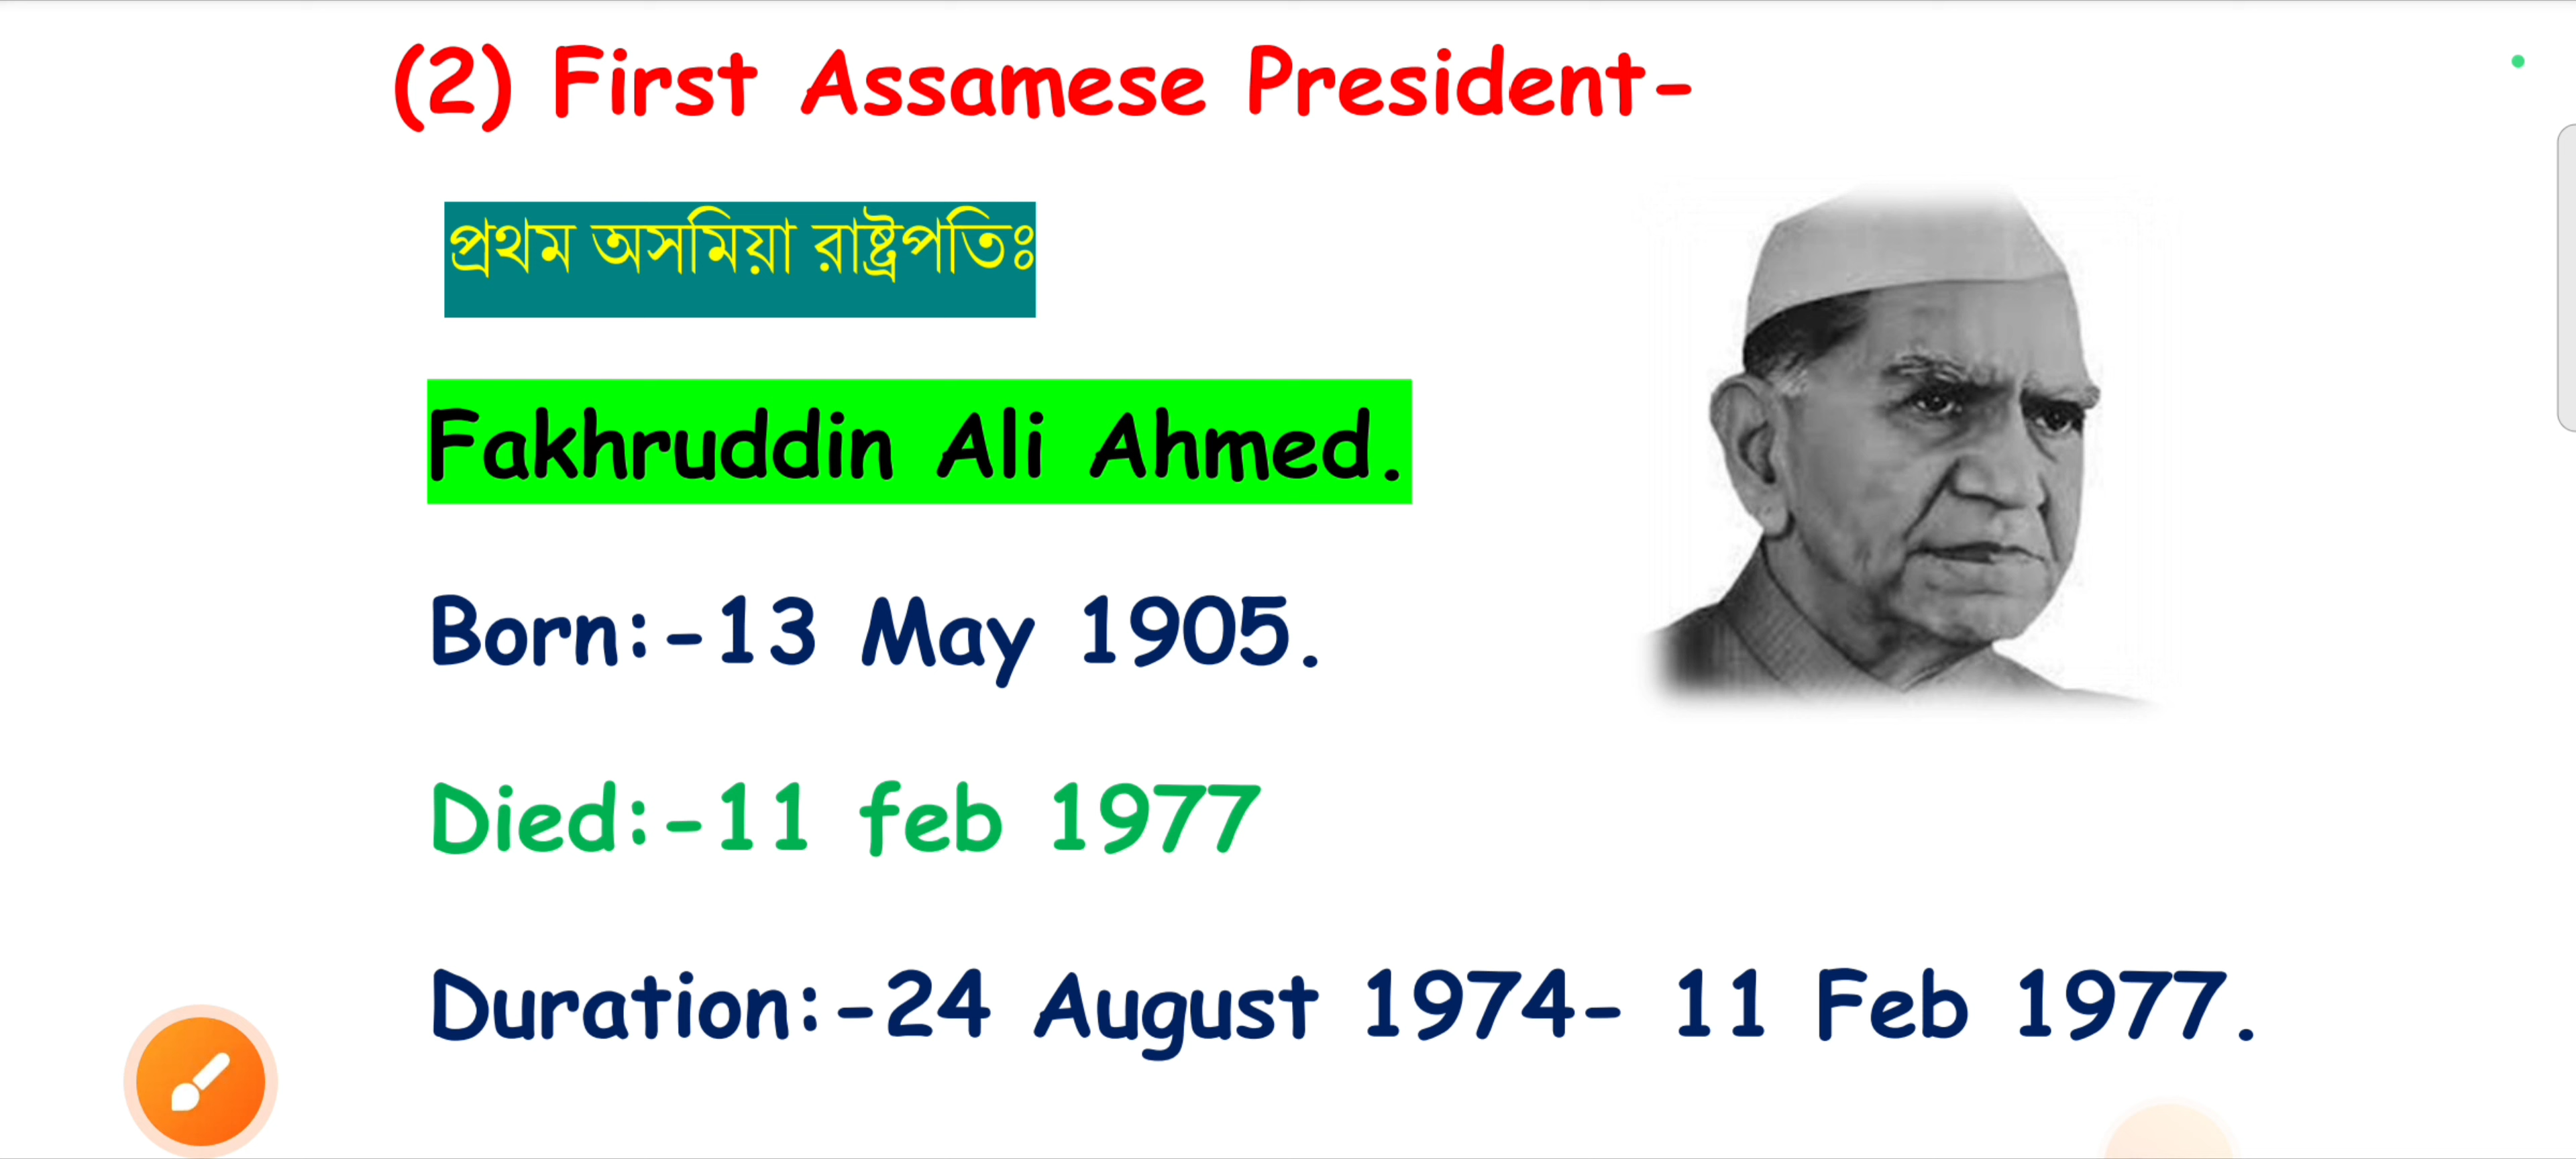 (2) First Assamese President-
প্ৰথম অসমিয়া ৰাষ্ট্ৰপতিঃ
Fakhruddin Ali Ahmed.
Born:-13 May 1905.
Died:-11 feb 1977
Duration:-24 August 1974- 11 Feb 1977.